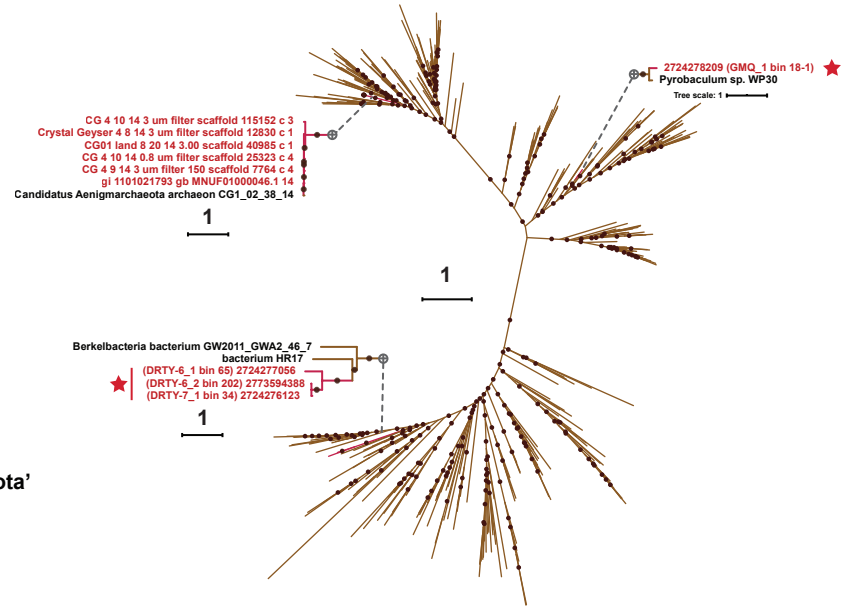 2724278209 (GMQ_1 bin 18-1)
Pyrobaculum sp. WP30
Tree scale: 1
CG 4 10 14 3 um filter scaffold 115152 c 3
Crystal Geyser 4 8 14 3 um filter scaffold 12830 c 1
CG01 land 8 20 14 3.00 scaffold 40985 c 1
CG 4 10 14 0.8 um scaffold 25323 c 4
CG 4 9 14 3 um filter 150 scaffold 7764 c 4
gi 1101021793 gb MNUF01000046.1 14
Candidatus Aenigmarchaeota archaeon CG1_02_38_14
1
1
Berkelbacteria bacterium GW2011_GWA2_46_7
bacterium HR17
(DRTY-6_1 bin 65) 2724277056
(DRTY-6_2 bin 202) 2773594388
(DRTY-7_1 bin 34) 2724276123
1
ota’